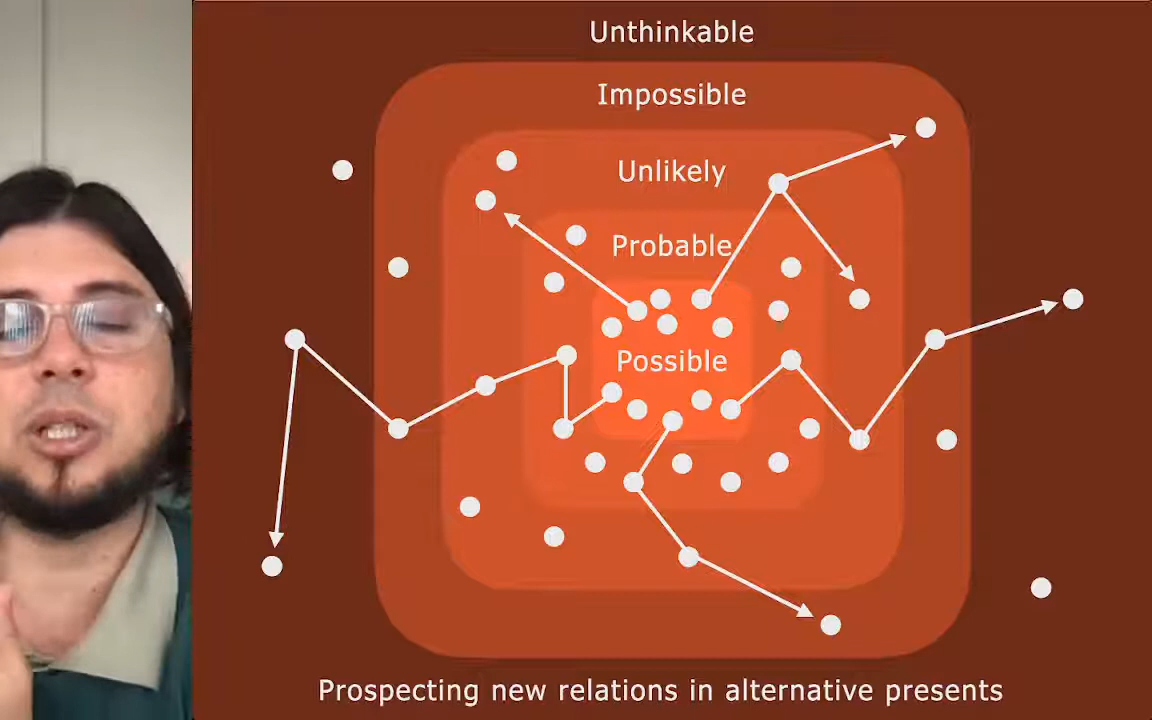 Unthinkable
Impossible
Unlikely
Probable
Possible
Prospecting new relations in alternative presents